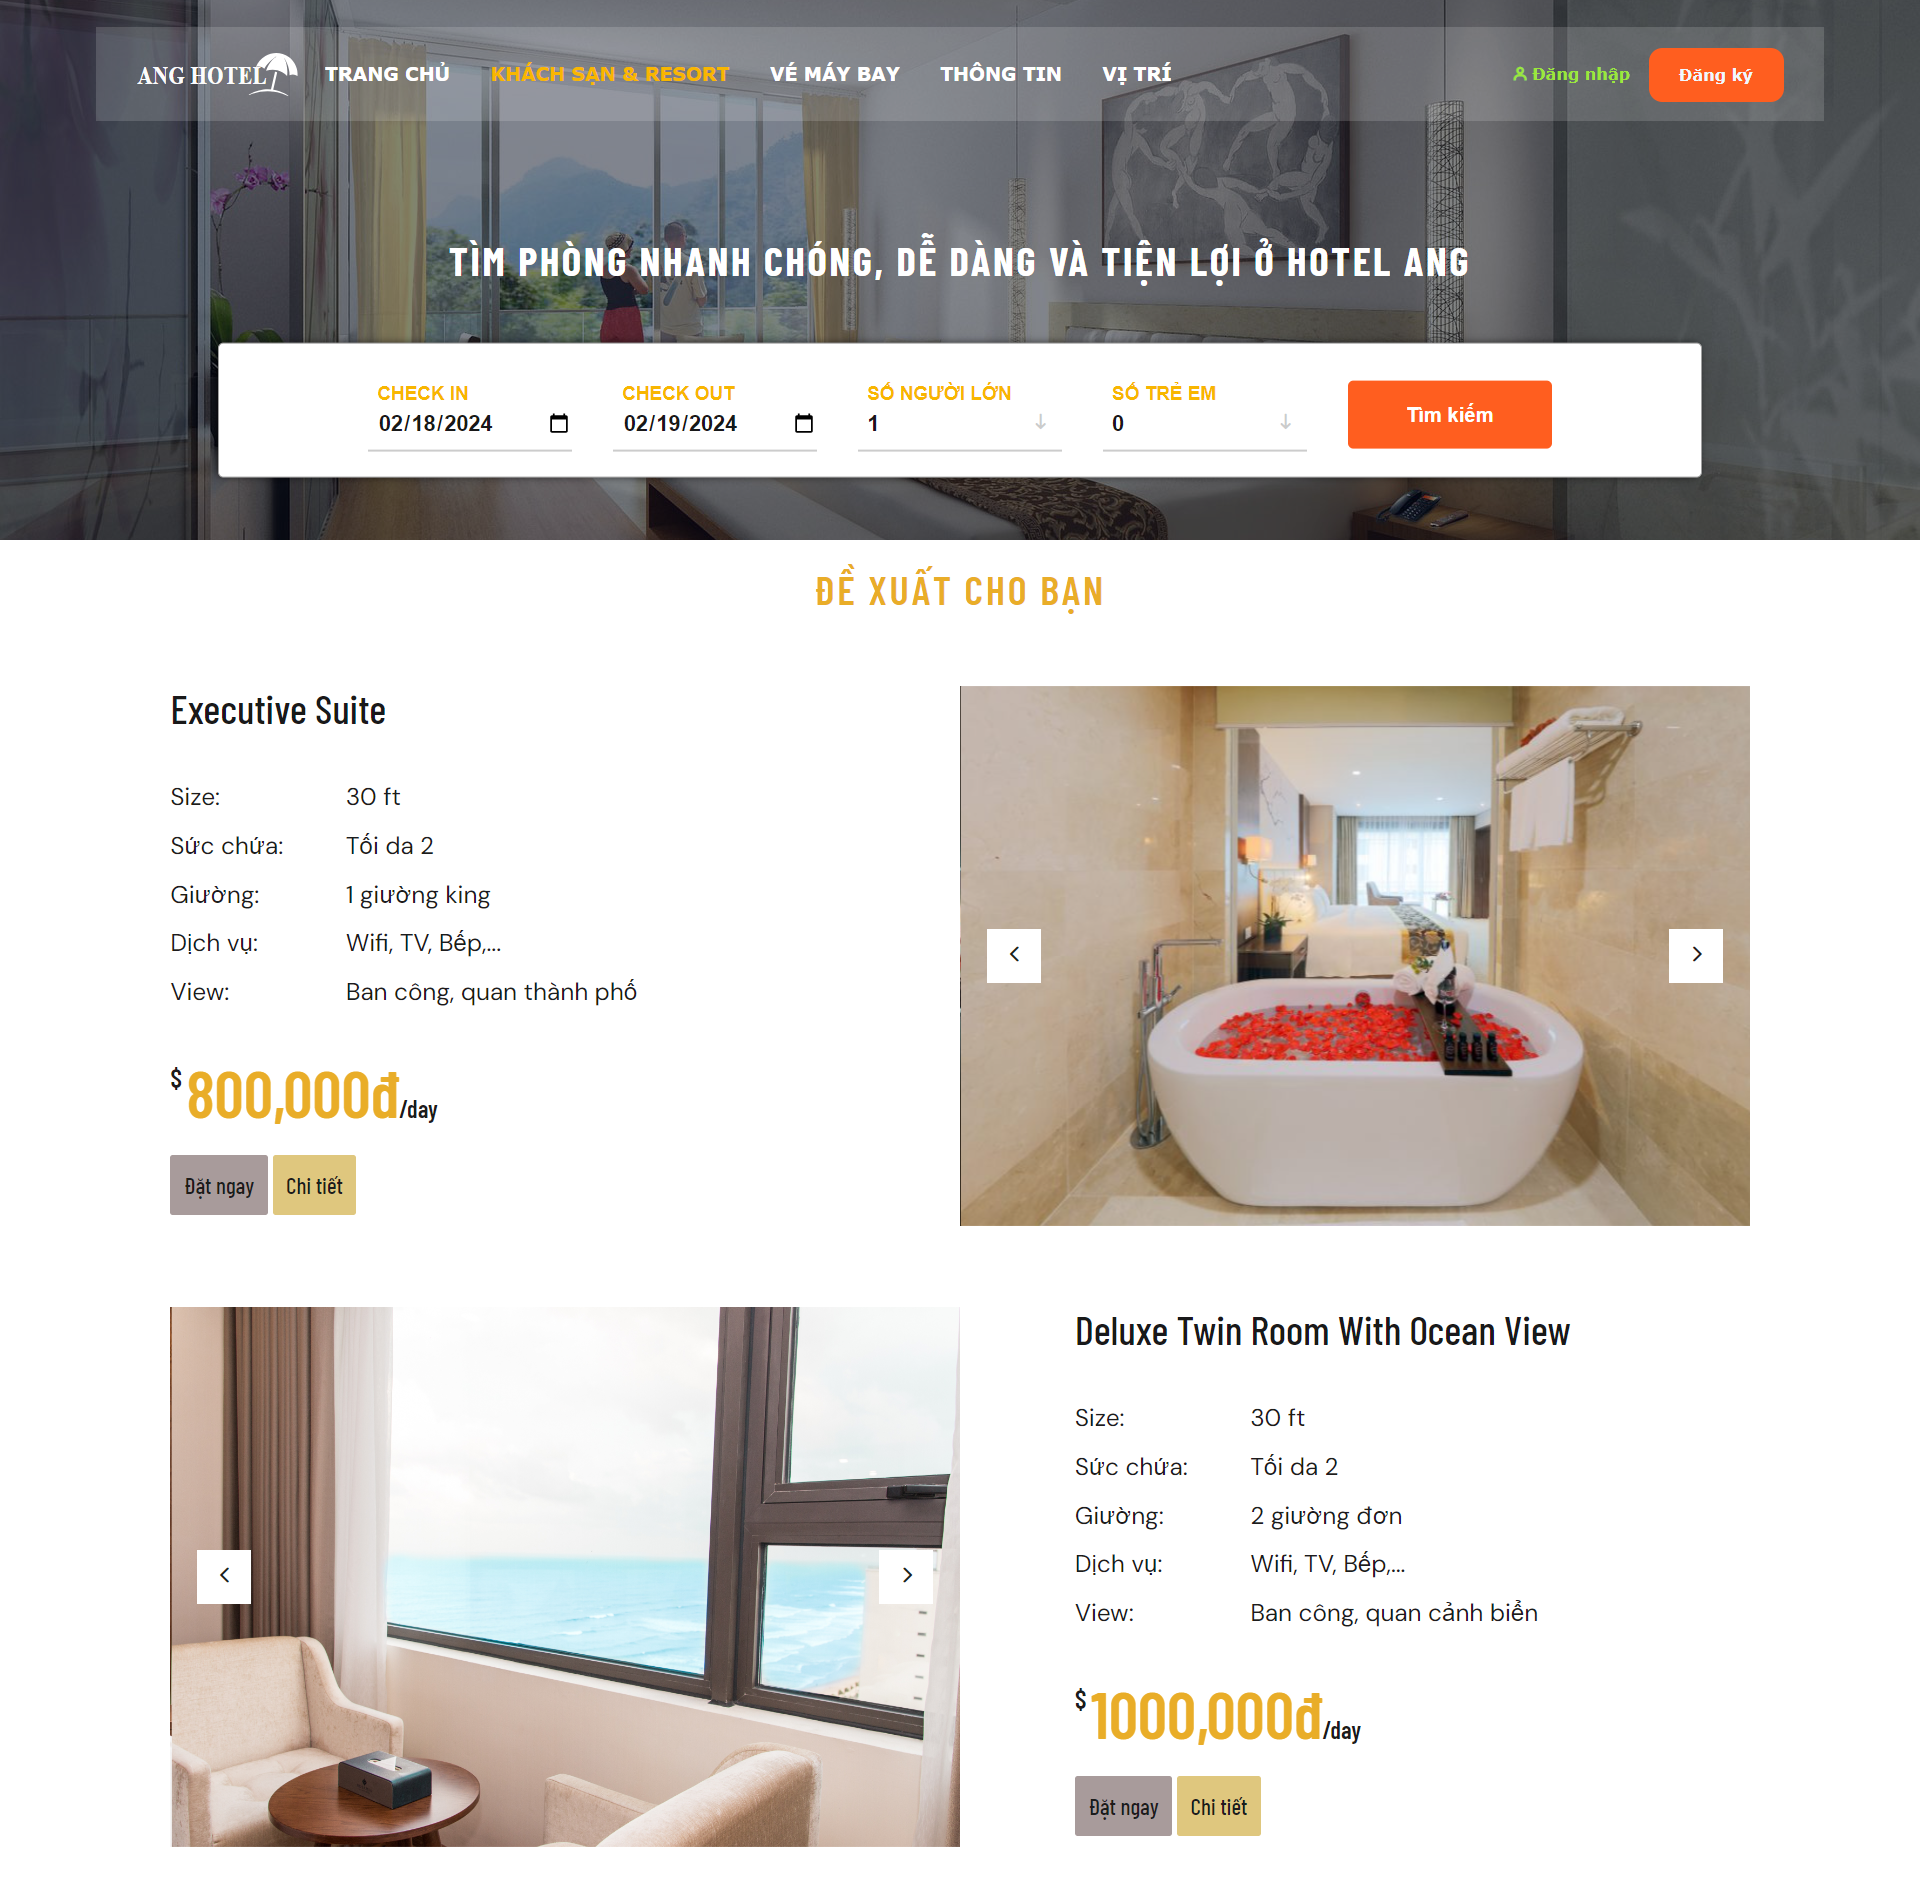 ANG HOTEL TRANG CHỦ KHÁCH SẠN & RESORT VÉ MÁY BAY THÔNG TIN VỊ TRÍ Đăng nhập Đăng ký
TÌM PHÒNG NHANH CHÓNG, DỄ DÀNG VÀ TIỆN LỢI Ở HOTEL ANG
CHECK IN CHECK OUT SỐ NGƯỜI LỚN SỐ TRẺ EM
02/18/2024 02/19/2024 1 0 Tìm kiếm
ĐỀ XUẤT CHO BẠN
Executive Suite
Size: 30 ft
Sức chứa: Tối da 2
Giường: 1 giường king
Dịch vụ: Wifi, TV, Bếp,...
View: Ban công, quan thành phố
$800,000đ/day
Đặt ngay Chi tiết
Deluxe Twin Room With Ocean View
Size: 30 ft
Sức chứa: Tối da 2
Giường: 2 giường đơn
Dịch vụ: Wifi, TV, Bếp,...
View: Ban công, quan cảnh biển
$1000,000đ/day
Đặt ngay Chi tiết